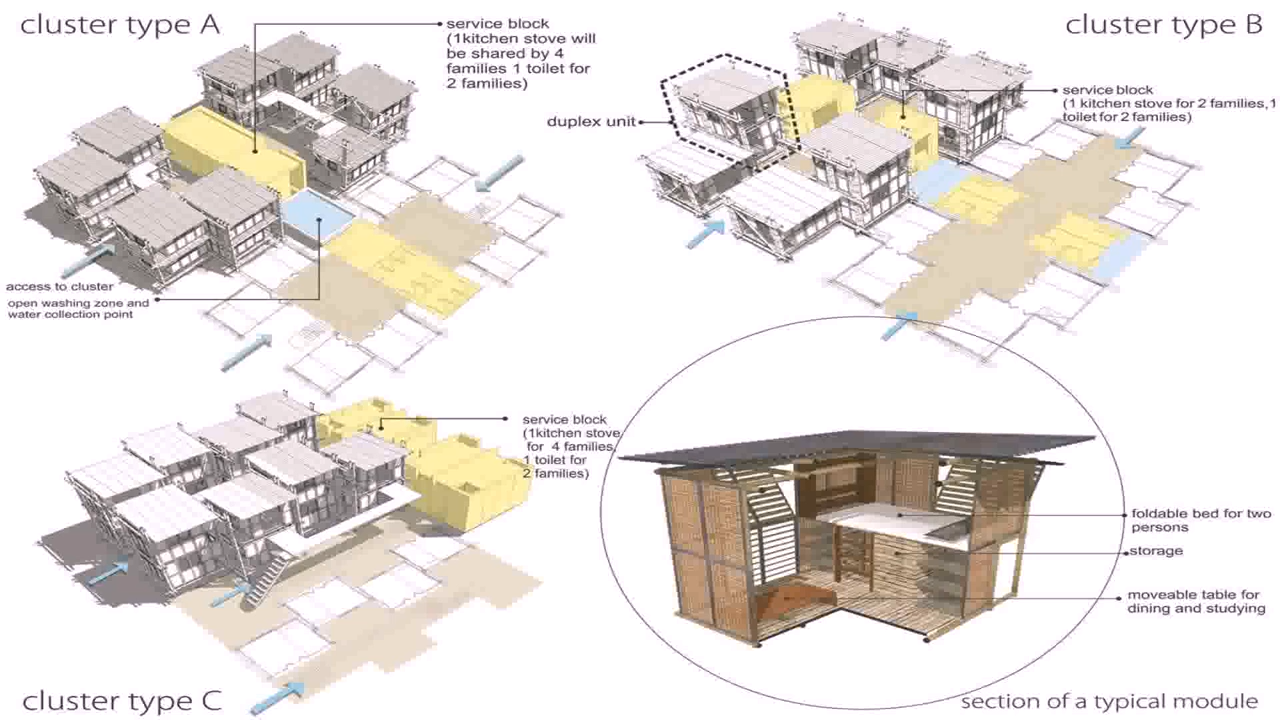 cluster type A
service block
(1kitchen stove will
be shared by 4
families 1 toilet for
2 families)
access to cluster
open washing zone and
water collection point
cluster type B
duplex unit
service block
(1 kitchen stove for 2 families,1
toilet for 2 families)
service block
(1kitchen stove
for 4 families,
1 toilet for
2 families)
cluster type C
foldable bed for two
persons
storage
moveable table for
dining and studying
section of a typical module